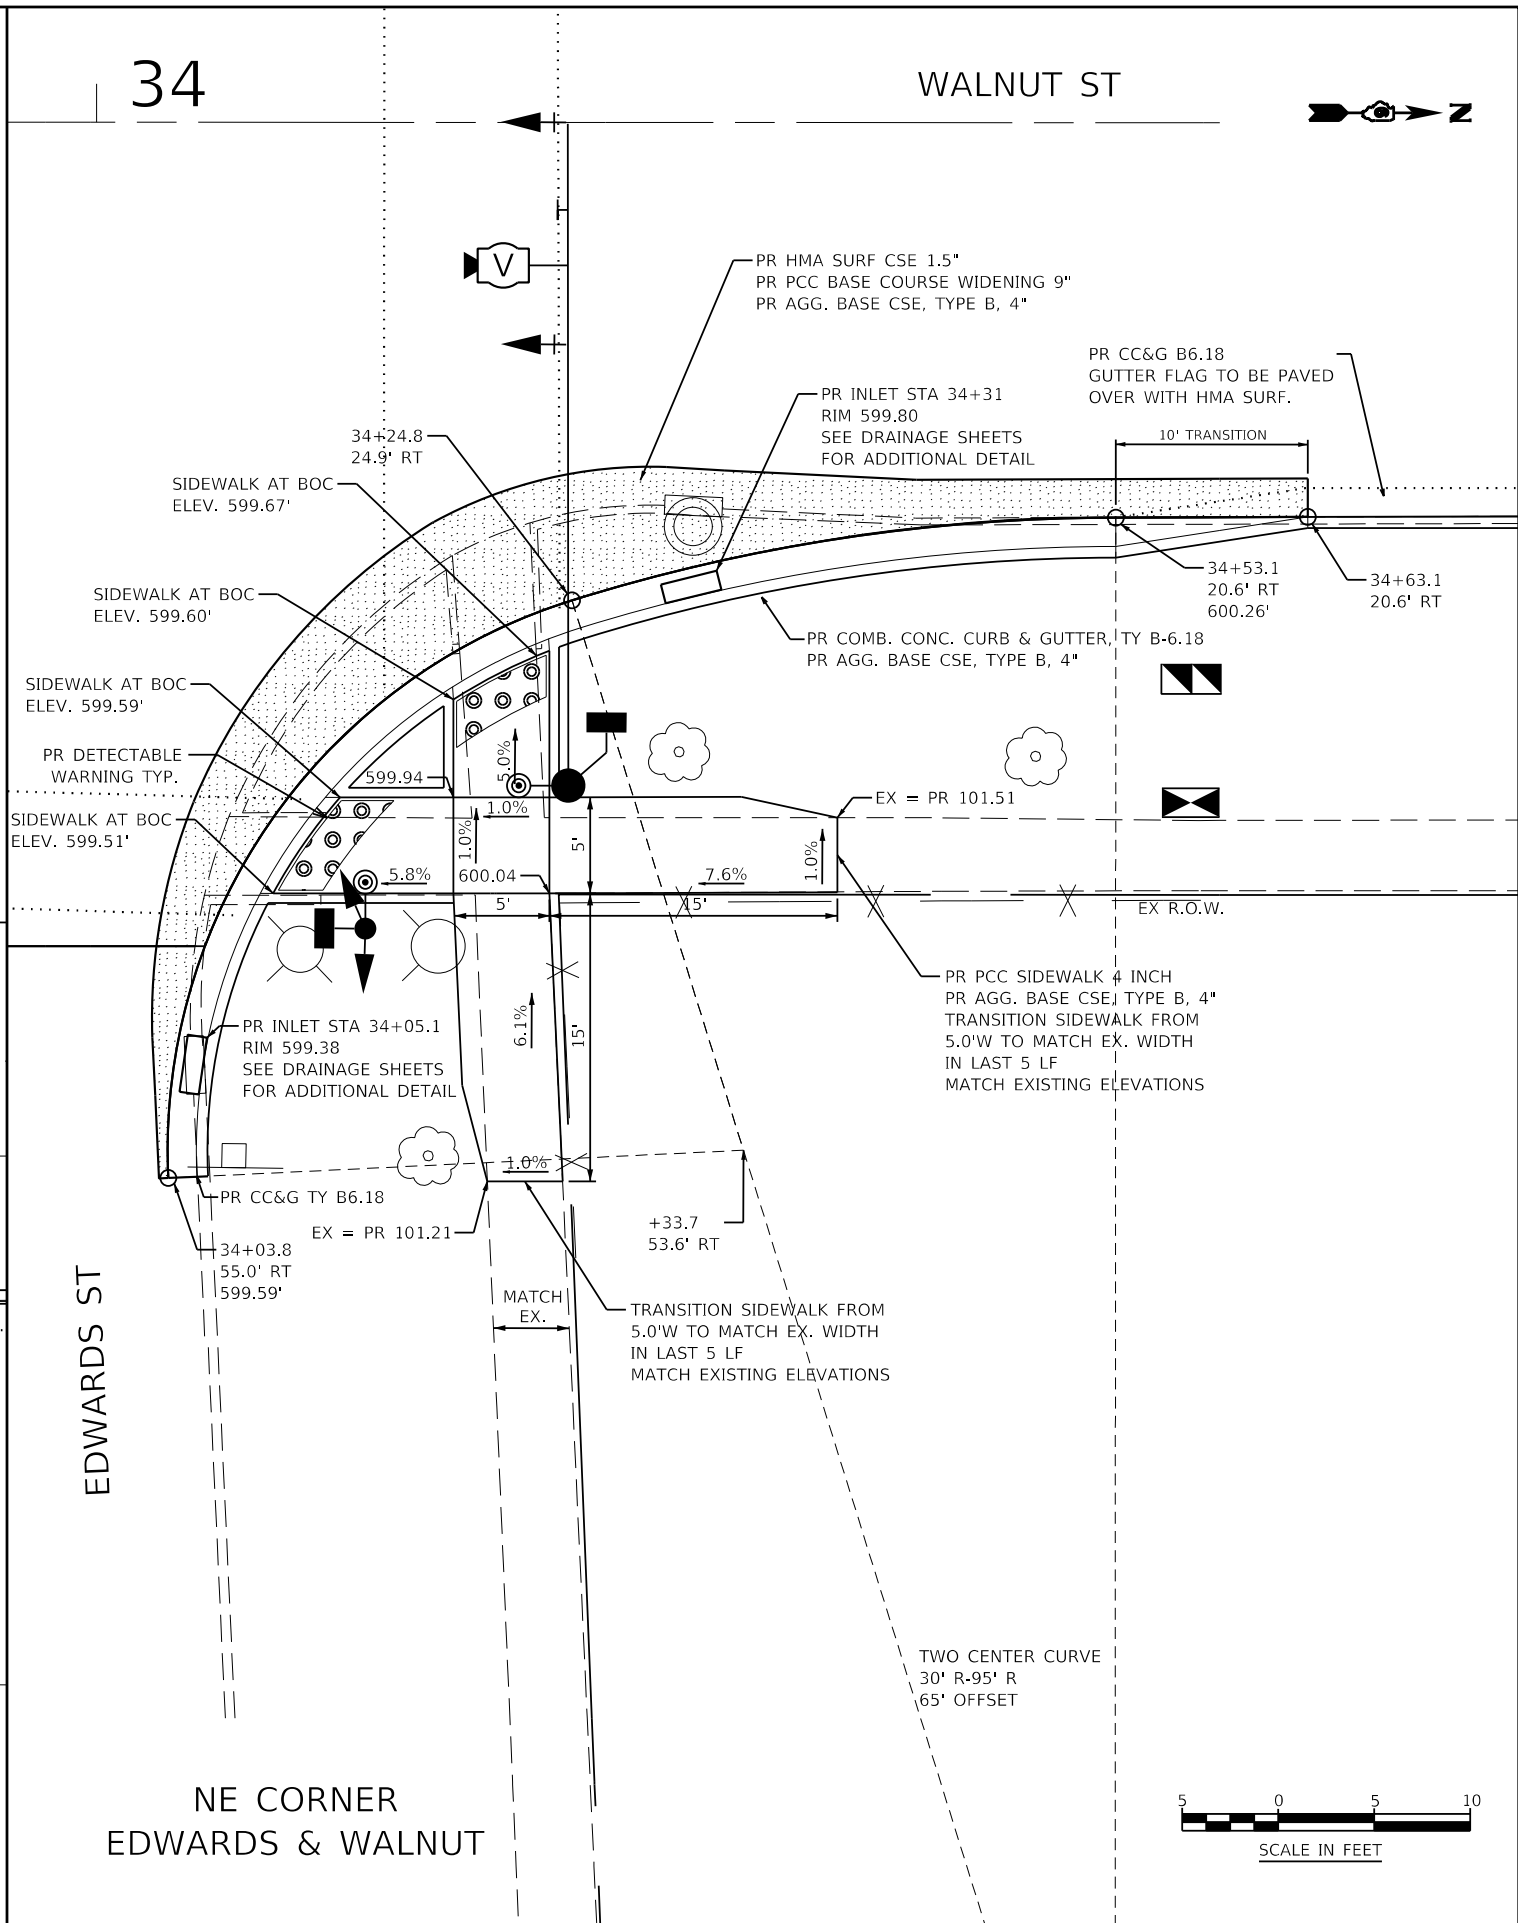 34
WALNUT ST
N
V
PR HMA SURF CSE 1.5"
PR PCC BASE COURSE WIDENING 9"
PR AGG. BASE CSE, TYPE B, 4"
PR CC&G B6.18
GUTTER FLAG TO BE PAVED
OVER WITH HMA SURF.
PR INLET STA 34+31
RIM 599.80
SEE DRAINAGE SHEETS
FOR ADDITIONAL DETAIL
10' TRANSITION
34+24.8
24.9' RT
SIDEWALK AT BOC
ELEV. 599.67'
SIDEWALK AT BOC
ELEV. 599.60'
34+53.1
20.6' RT
600.26'
34+63.1
20.6' RT
PR COMB. CONC. CURB & GUTTER, TY B-6.18
PR AGG. BASE CSE, TYPE B, 4"
SIDEWALK AT BOC
ELEV. 599.59'
PR DETECTABLE
WARNING TYP.
599.94
5.0%
1.0%
EX = PR 101.51
SIDEWALK AT BOC
ELEV. 599.51'
1.0%
5'
1.0%
5.8%
600.04
7.6%
5'
15'
EX R.O.W.
PR PCC SIDEWALK 4 INCH
PR AGG. BASE CSE, TYPE B, 4"
TRANSITION SIDEWALK FROM
5.0'W TO MATCH EX. WIDTH
IN LAST 5 LF
MATCH EXISTING ELEVATIONS
6.1%
15'
PR INLET STA 34+05.1
RIM 599.38
SEE DRAINAGE SHEETS
FOR ADDITIONAL DETAIL
1.0%
PR CC&G TY B6.18
EX = PR 101.21
+33.7
53.6' RT
34+03.8
55.0' RT
599.59'
EDWARDS ST
MATCH
EX.
TRANSITION SIDEWALK FROM
5.0'W TO MATCH EX. WIDTH
IN LAST 5 LF
MATCH EXISTING ELEVATIONS
TWO CENTER CURVE
30' R-95' R
65' OFFSET
NE CORNER
EDWARDS & WALNUT
5 0 5 10
SCALE IN FEET